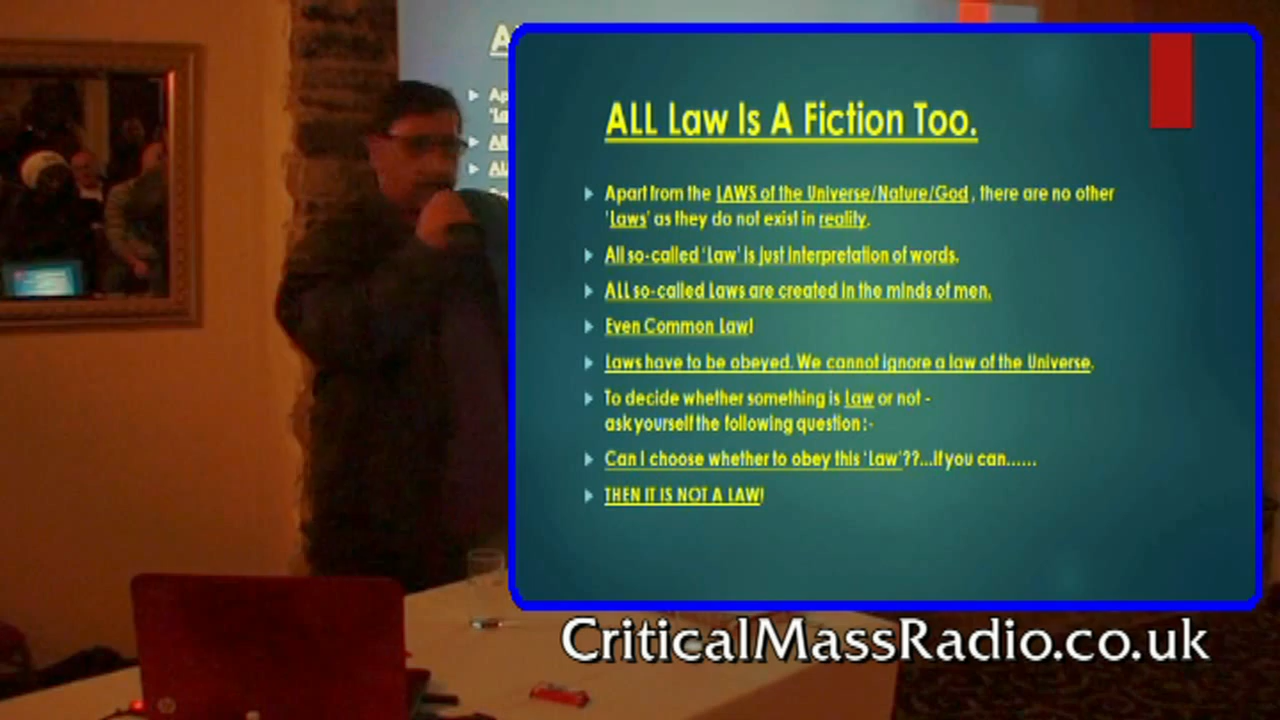 ALL Law Is A Fiction Too.
Apart from the LAWS of the Universe/Nature/God , there are no other
'Laws' as they do not exist in reality.
All so-called 'Law' is just interpretation of words.
ALL so-called Laws are created in the minds of men.
Even Common Law!
Laws have to be obeyed. We cannot ignore a law of the Universe.
To decide whether something is Law or not -
ask yourself the following question :-
Can I choose whether to obey this 'Law'??...If you can......
THEN IT IS NOT A LAW!
CriticalMassRadio.co.uk
hp